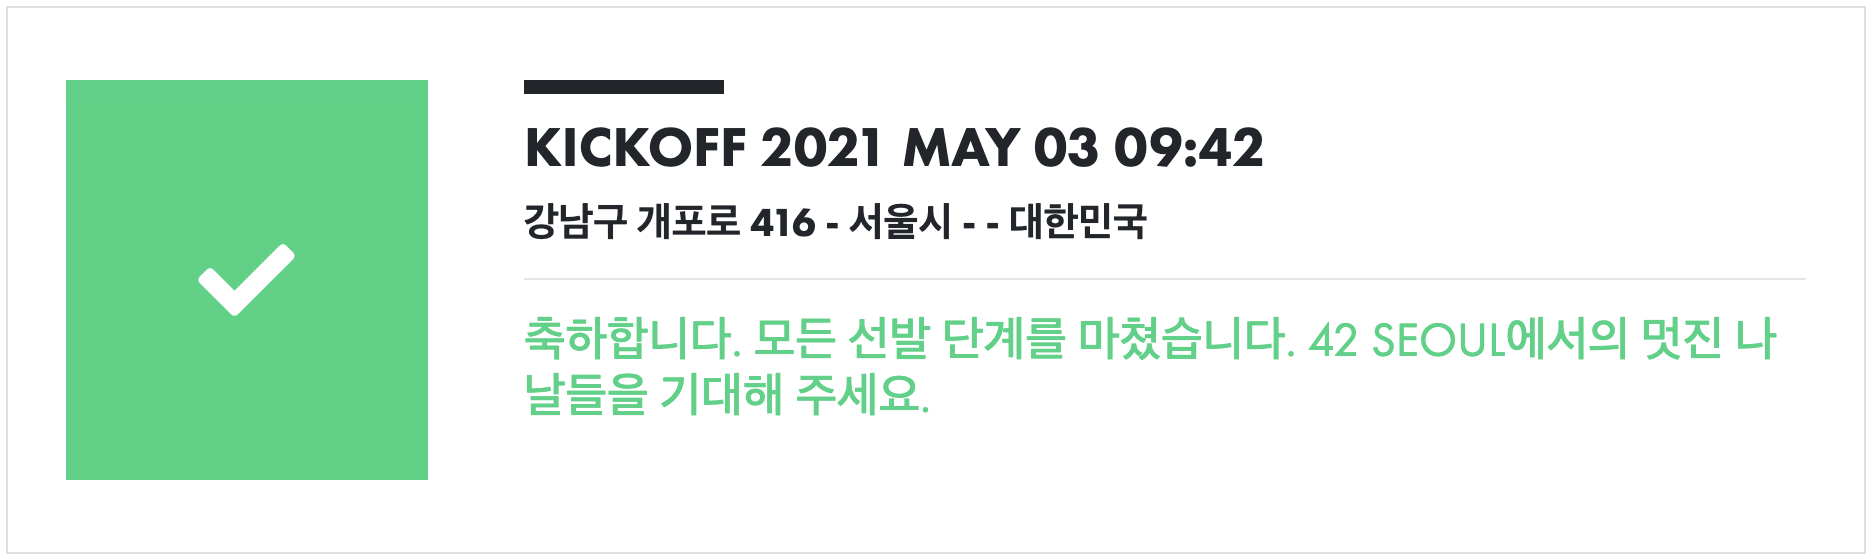 KICKOFF 2021 MAY 03 09:42
강남구 개포로 416 - 서울시 - - 대한민국
축하합니다. 모든 선발 단계를 마쳤습니다. 42 SEOUL에서의 멋진 나
날들을 기대해 주세요.